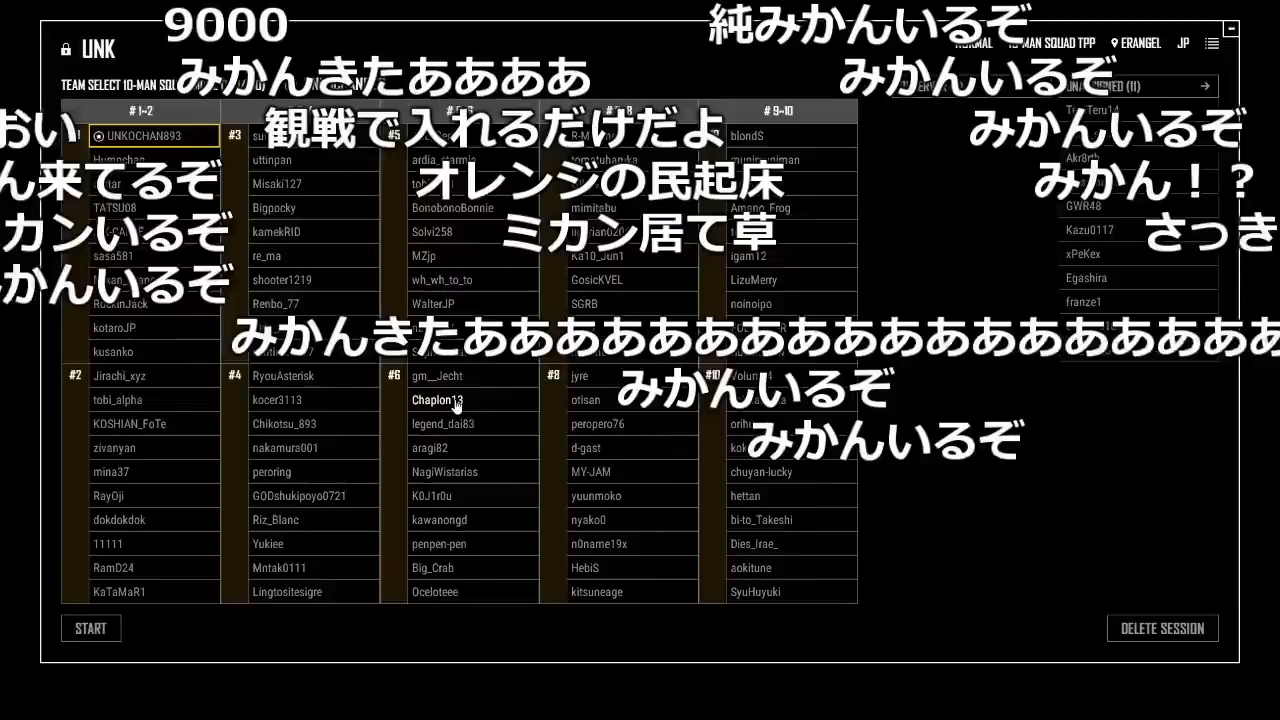 9000
純みかんいるぞ
UNK
10-MAN SQUAD TPP
ERANGEL
JP
みかんきたああああ
みかんいるぞ
TEAM SELECT 10-MAN
(11)
#1-2
#9-10
おい
観戦で入れるだけだよ
みかんいるぞ
UNKOCHAN893
#3
#5
blondS
uttinpan
ん来てるぞ
オレンジの民起床
みかん！？
Misaki127
TATSU08
Bigpocky
BonobonoBonnie
mimitabu
Amano_Frog
GWR48
カンいるぞ
ミカン居て草
さっき
kamekRID
Solvi258
Kazu0117
sasa581
re_ma
MZjp
Ka10_Jun1
igam12
xPeKex
かんいるぞ
shooter1219
wh_wh_to_to
GosicKVEL
LizuMerry
Egashira
RockinJack
Renbo_77
WalterJP
SGRB
noinoipo
franze1
kotaroJP
みかんきたああああああああああああああああ
kusanko
#2
Jirachi_xyz
#4
RyouAsterisk
#6
gm__Jecht
#8
jyre
#10
みかんいるぞ
tobi_alpha
kocer3113
Chaplon13
otisan
KOSHIAN_FoTe
Chikotsu_893
legend_dai83
peropero76
みかんいるぞ
zivanyan
nakamura001
aragi82
d-gast
mina37
peroring
NagiWistarias
MY-JAM
chuyan-lucky
RayOji
GODshukipoyo0721
K0J1r0u
yuunmoko
hettan
dokdokdok
Riz_Blanc
kawanongd
nyako0
bi-to_Takeshi
11111
Yukiee
penpen-pen
n0name19x
Dies_Irae_
RamD24
Mntak0111
Big_Crab
HebiS
aokitune
KaTaMaR1
Lingtositesigre
Oceloteee
kitsuneage
SyuHuyuki
START
DELETE SESSION